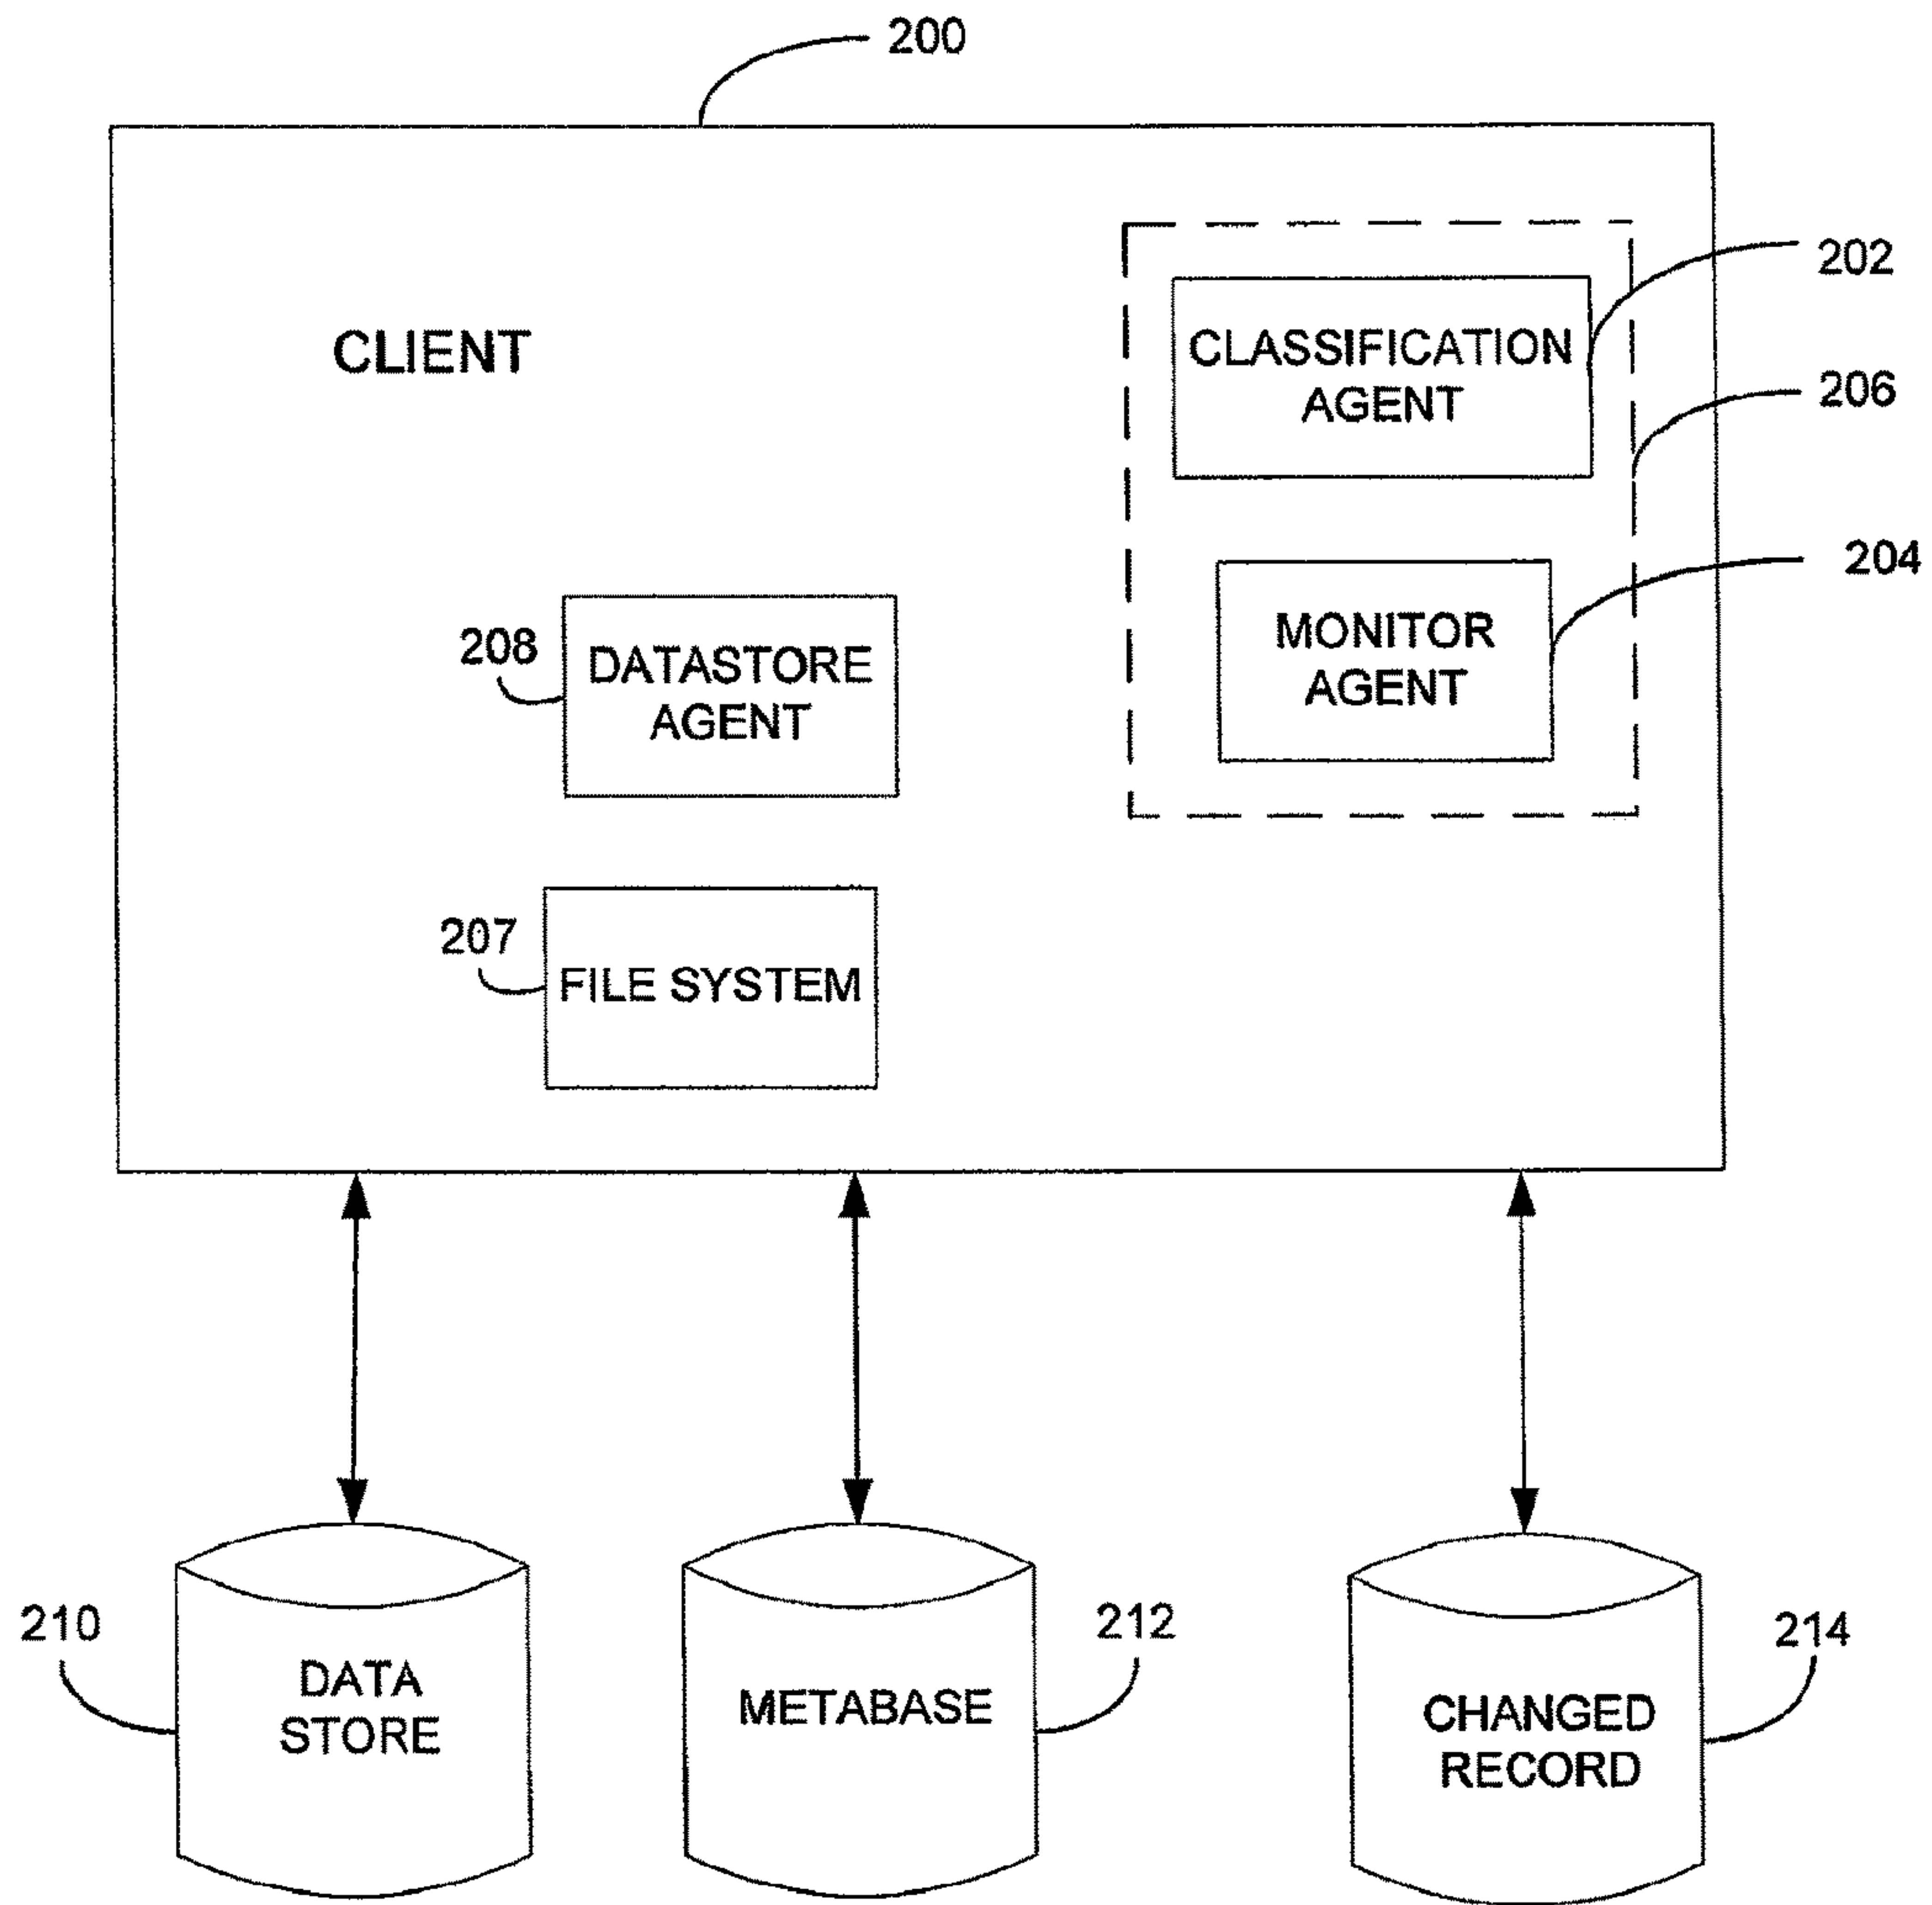 200
202
CLIENT
CLASSIFICATION
AGENT
206
204
208
DATASTORE
AGENT
MONITOR
AGENT
207
FILE SYSTEM
210
DATA
STORE
212
METABASE
214
CHANGED
RECORD